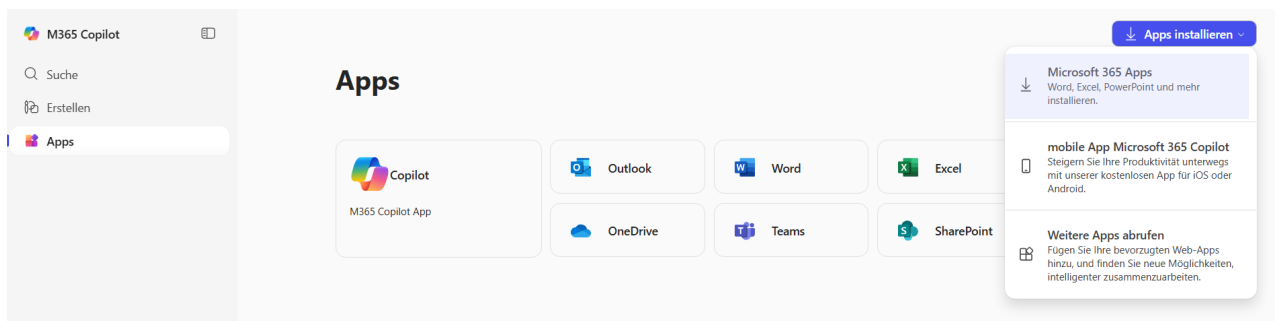 M365 Copilot
Suche
Erstellen
Apps
Apps
Copilot
M365 Copilot App
Outlook
Word
Excel
OneDrive
Teams
SharePoint
Apps installieren
Microsoft 365 Apps
Word, Excel, PowerPoint und mehr
installieren.
mobile App Microsoft 365 Copilot
Steigern Sie Ihre Produktivität unterwegs
mit unserer kostenlosen App für iOS oder
Android.
Weitere Apps abrufen
Fügen Sie Ihre bevorzugten Web-Apps
hinzu, und finden Sie neue Möglichkeiten,
intelligenter zusammenzuarbeiten.